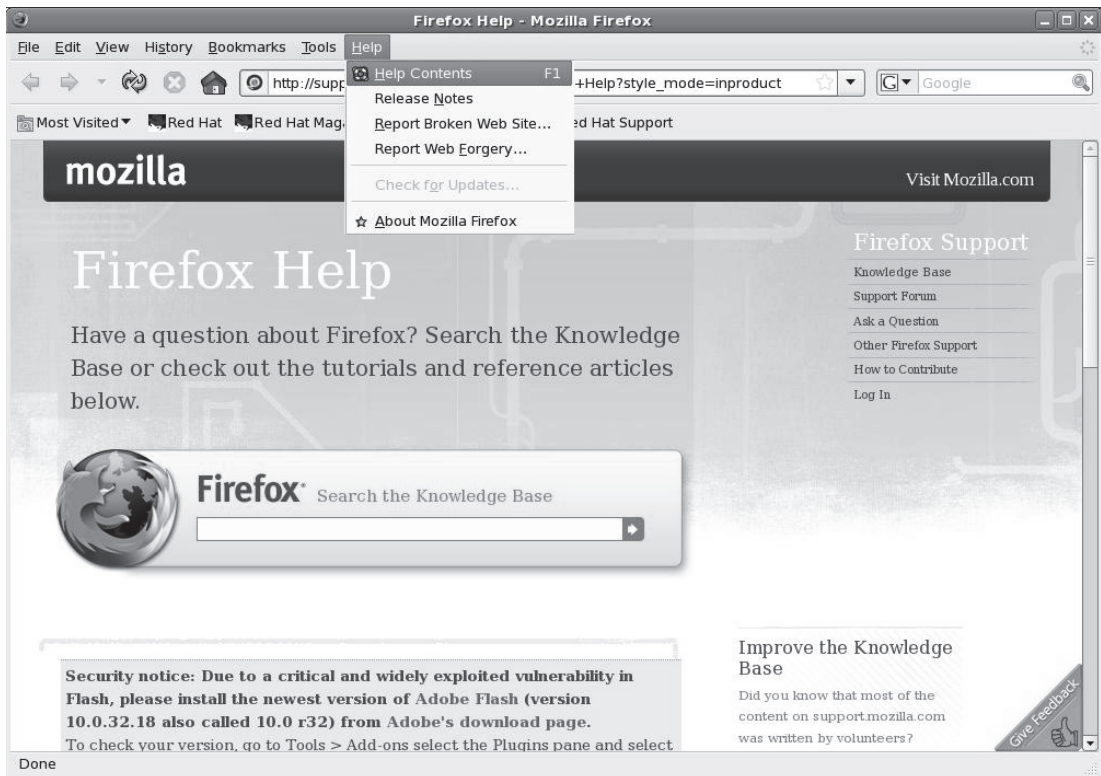 Firefox Help - Mozilla Firefox
File Edit View History Bookmarks Tools Help
http://supp
+Help?style_mode=inproduct
G
Google
Help Contents F1
Release Notes
Report Broken Web Site...
Report Web Forgery...
Check for Updates...
About Mozilla Firefox
Most Visited
Red Hat
Red Hat Maga
ed Hat Support
mozilla
Visit Mozilla.com
Firefox Help
Have a question about Firefox? Search the Knowledge
Base or check out the tutorials and reference articles
below.
Firefox Support
Knowledge Base
Support Forum
Ask a Question
Other Firefox Support
How to Contribute
Log In
Firefox Search the Knowledge Base
Security notice: Due to a critical and widely exploited vulnerability in
Flash, please install the newest version of Adobe Flash (version
10.0.32.18 also called 10.0 r32) from Adobe's download page.
To check your version, go to Tools > Add-ons select the Plugins pane and select
Improve the Knowledge
Base
Did you know that most of the
content on support.mozilla.com
was written by volunteers?
Give Feedback
Done